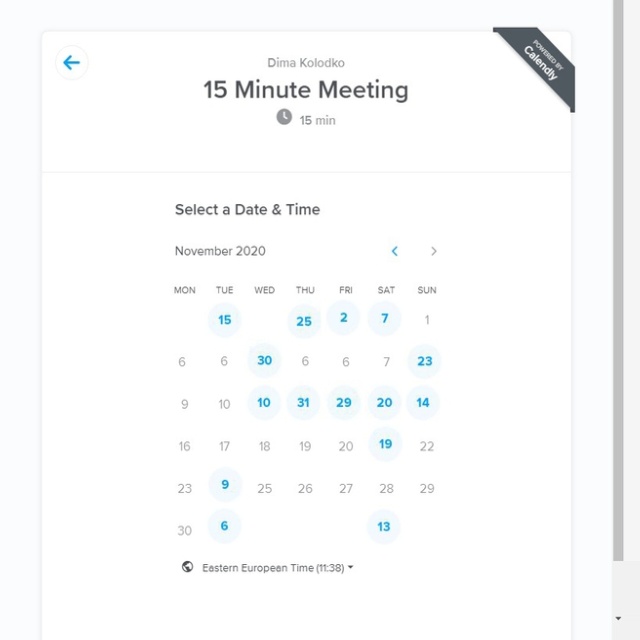 POWERED BY
Calendly
Dima Kolodko
15 Minute Meeting
15 min
Select a Date & Time
November 2020
MON TUE WED THU FRI SAT SUN
15 25 2 7 1
6 6 30 6 6 7 23
9 10 10 31 29 20 14
16 17 18 19 20 19 22
23 9 25 26 27 28 29
30 6 13
Eastern European Time (11:38)